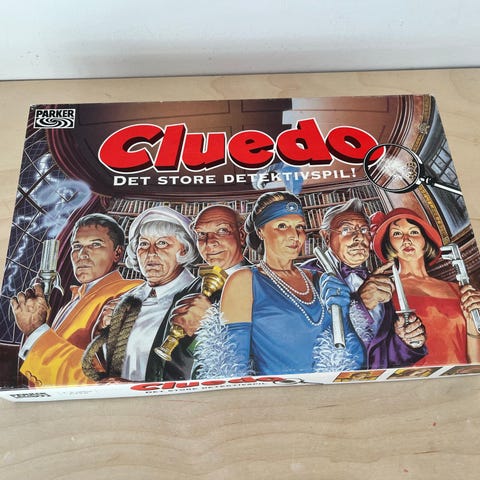 PARKER
Cluedo
DET STORE DETEKTIVSPIL!
Cluedo
DET STORE DETEKTIVSPIL!